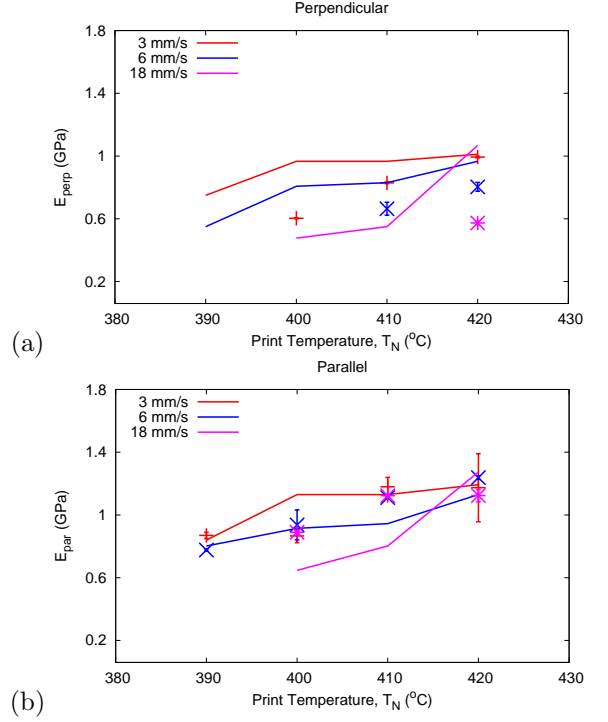 Perpendicular
3 mm/s
6 mm/s
18 mm/s
1.8
1.4
1
0.6
0.2
E_perp (GPa)
380 390 400 410 420 430
Print Temperature, T_N (°C)
(a)
Parallel
3 mm/s
6 mm/s
18 mm/s
1.8
1.4
1
0.6
0.2
E_par (GPa)
380 390 400 410 420 430
Print Temperature, T_N (°C)
(b)